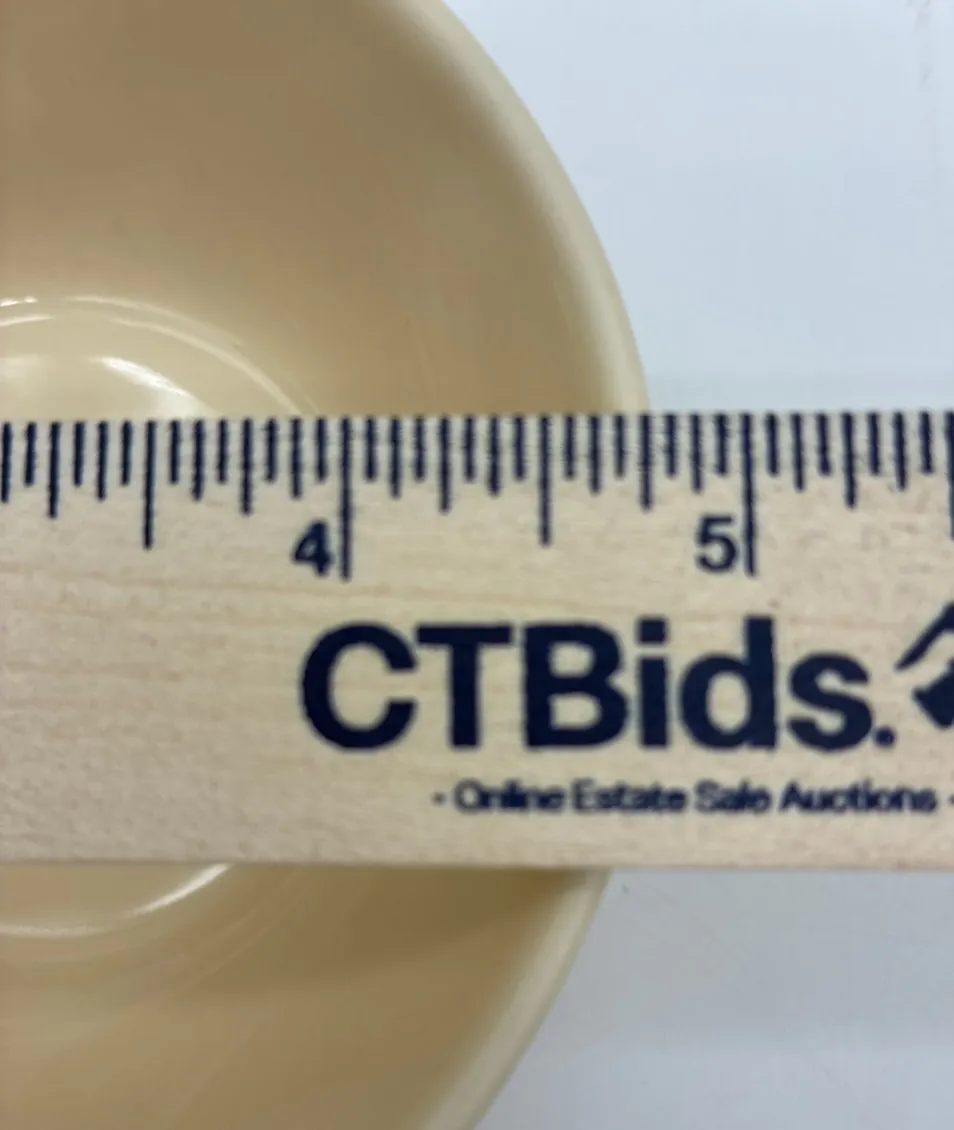 4 5
CTBids.
- Online Estate Sale Auctions -